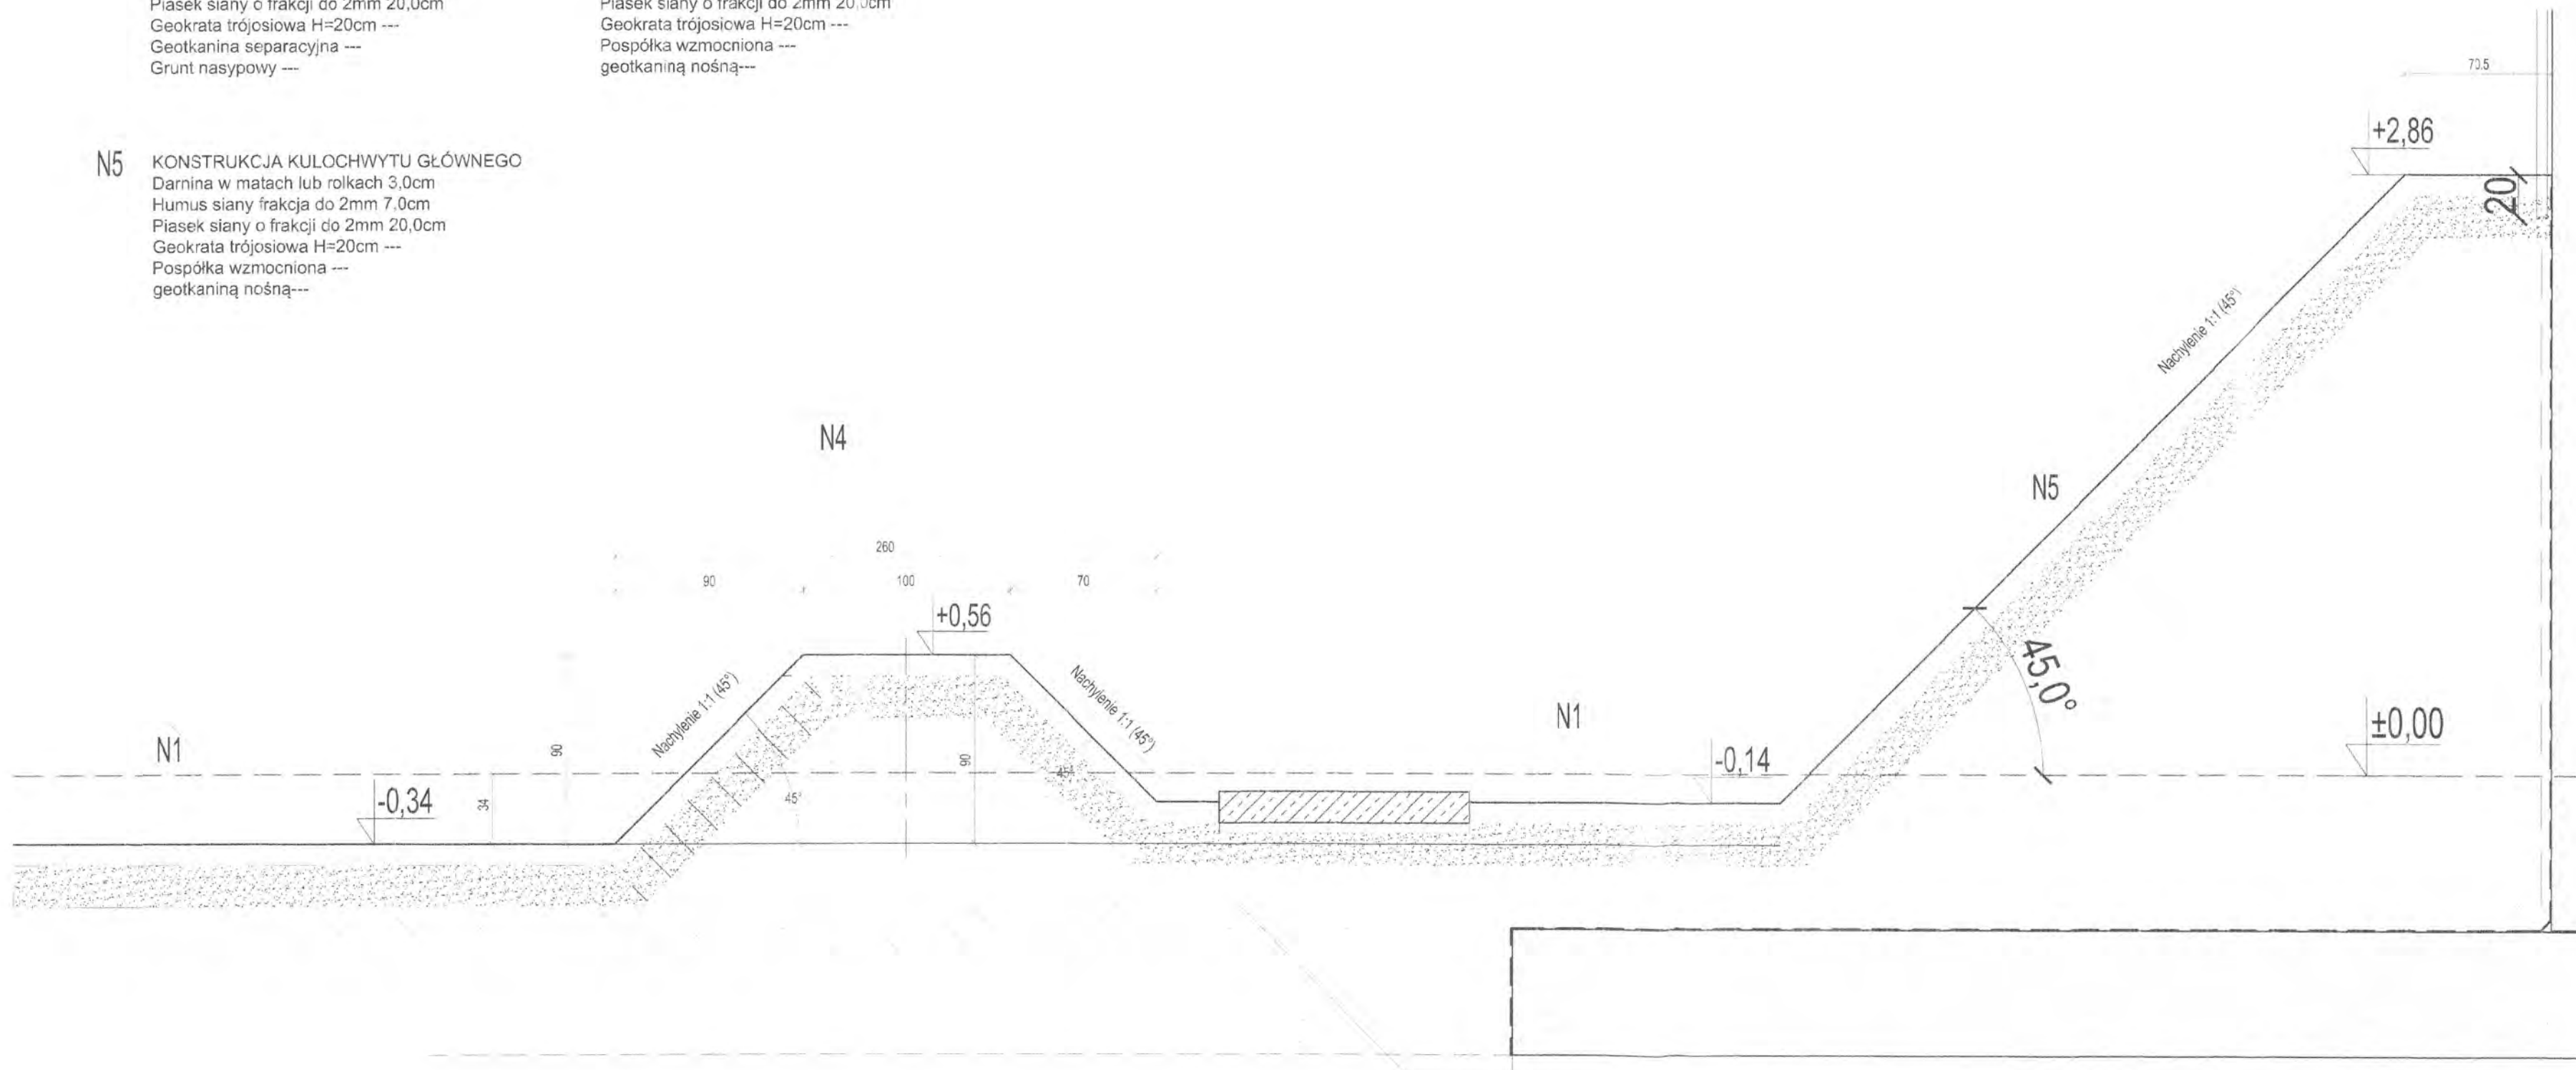 Piasek siany o frakcji do 2mm 20,0cm
Geokrata trójosiowa H=20cm ---
Geotkanina separacyjna ---
Grunt nasypowy ---
Piasek siany o frakcji do 2mm 20,0cm
Geokrata trójosiowa H=20cm ---
Pospółka wzmocniona ---
geotkaniną nośną---
N5 KONSTRUKCJA KULOCHWYTU GŁÓWNEGO
Darnina w matach lub rolkach 3,0cm
Humus siany frakcja do 2mm 7,0cm
Piasek siany o frakcji do 2mm 20,0cm
Geokrata trójosiowa H=20cm ---
Pospółka wzmocniona ---
geotkaniną nośną---
70.5
+2,86
20
Nachylenie 1:1 (45°)
N4
N5
260
90
100
70
+0,56
Nachylenie 1:1 (45°)
Nachylenie 1:1 (45°)
45,0°
N1
N1
90
90
-0,14
±0,00
45°
45°
-0,34
34